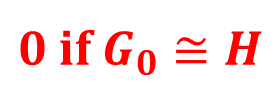 0 if G₀ ≅ H